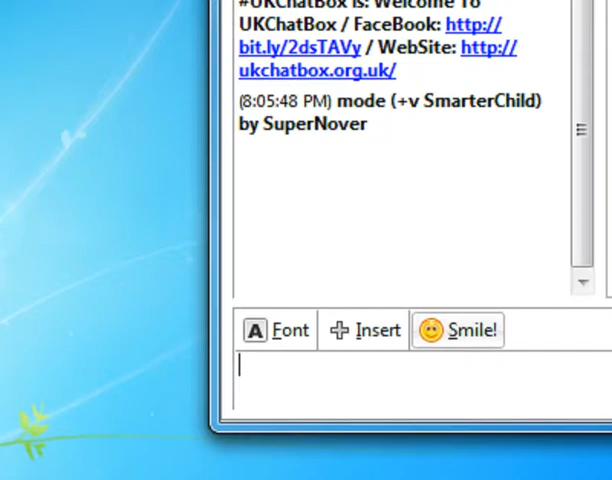 #UKChatBox is: Welcome To
UKChatBox / FaceBook: http://
bit.ly/2dsTAVy / WebSite: http://
ukchatbox.org.uk/
(8:05:48 PM) mode (+v SmarterChild)
by SuperNover
Font Insert Smile!